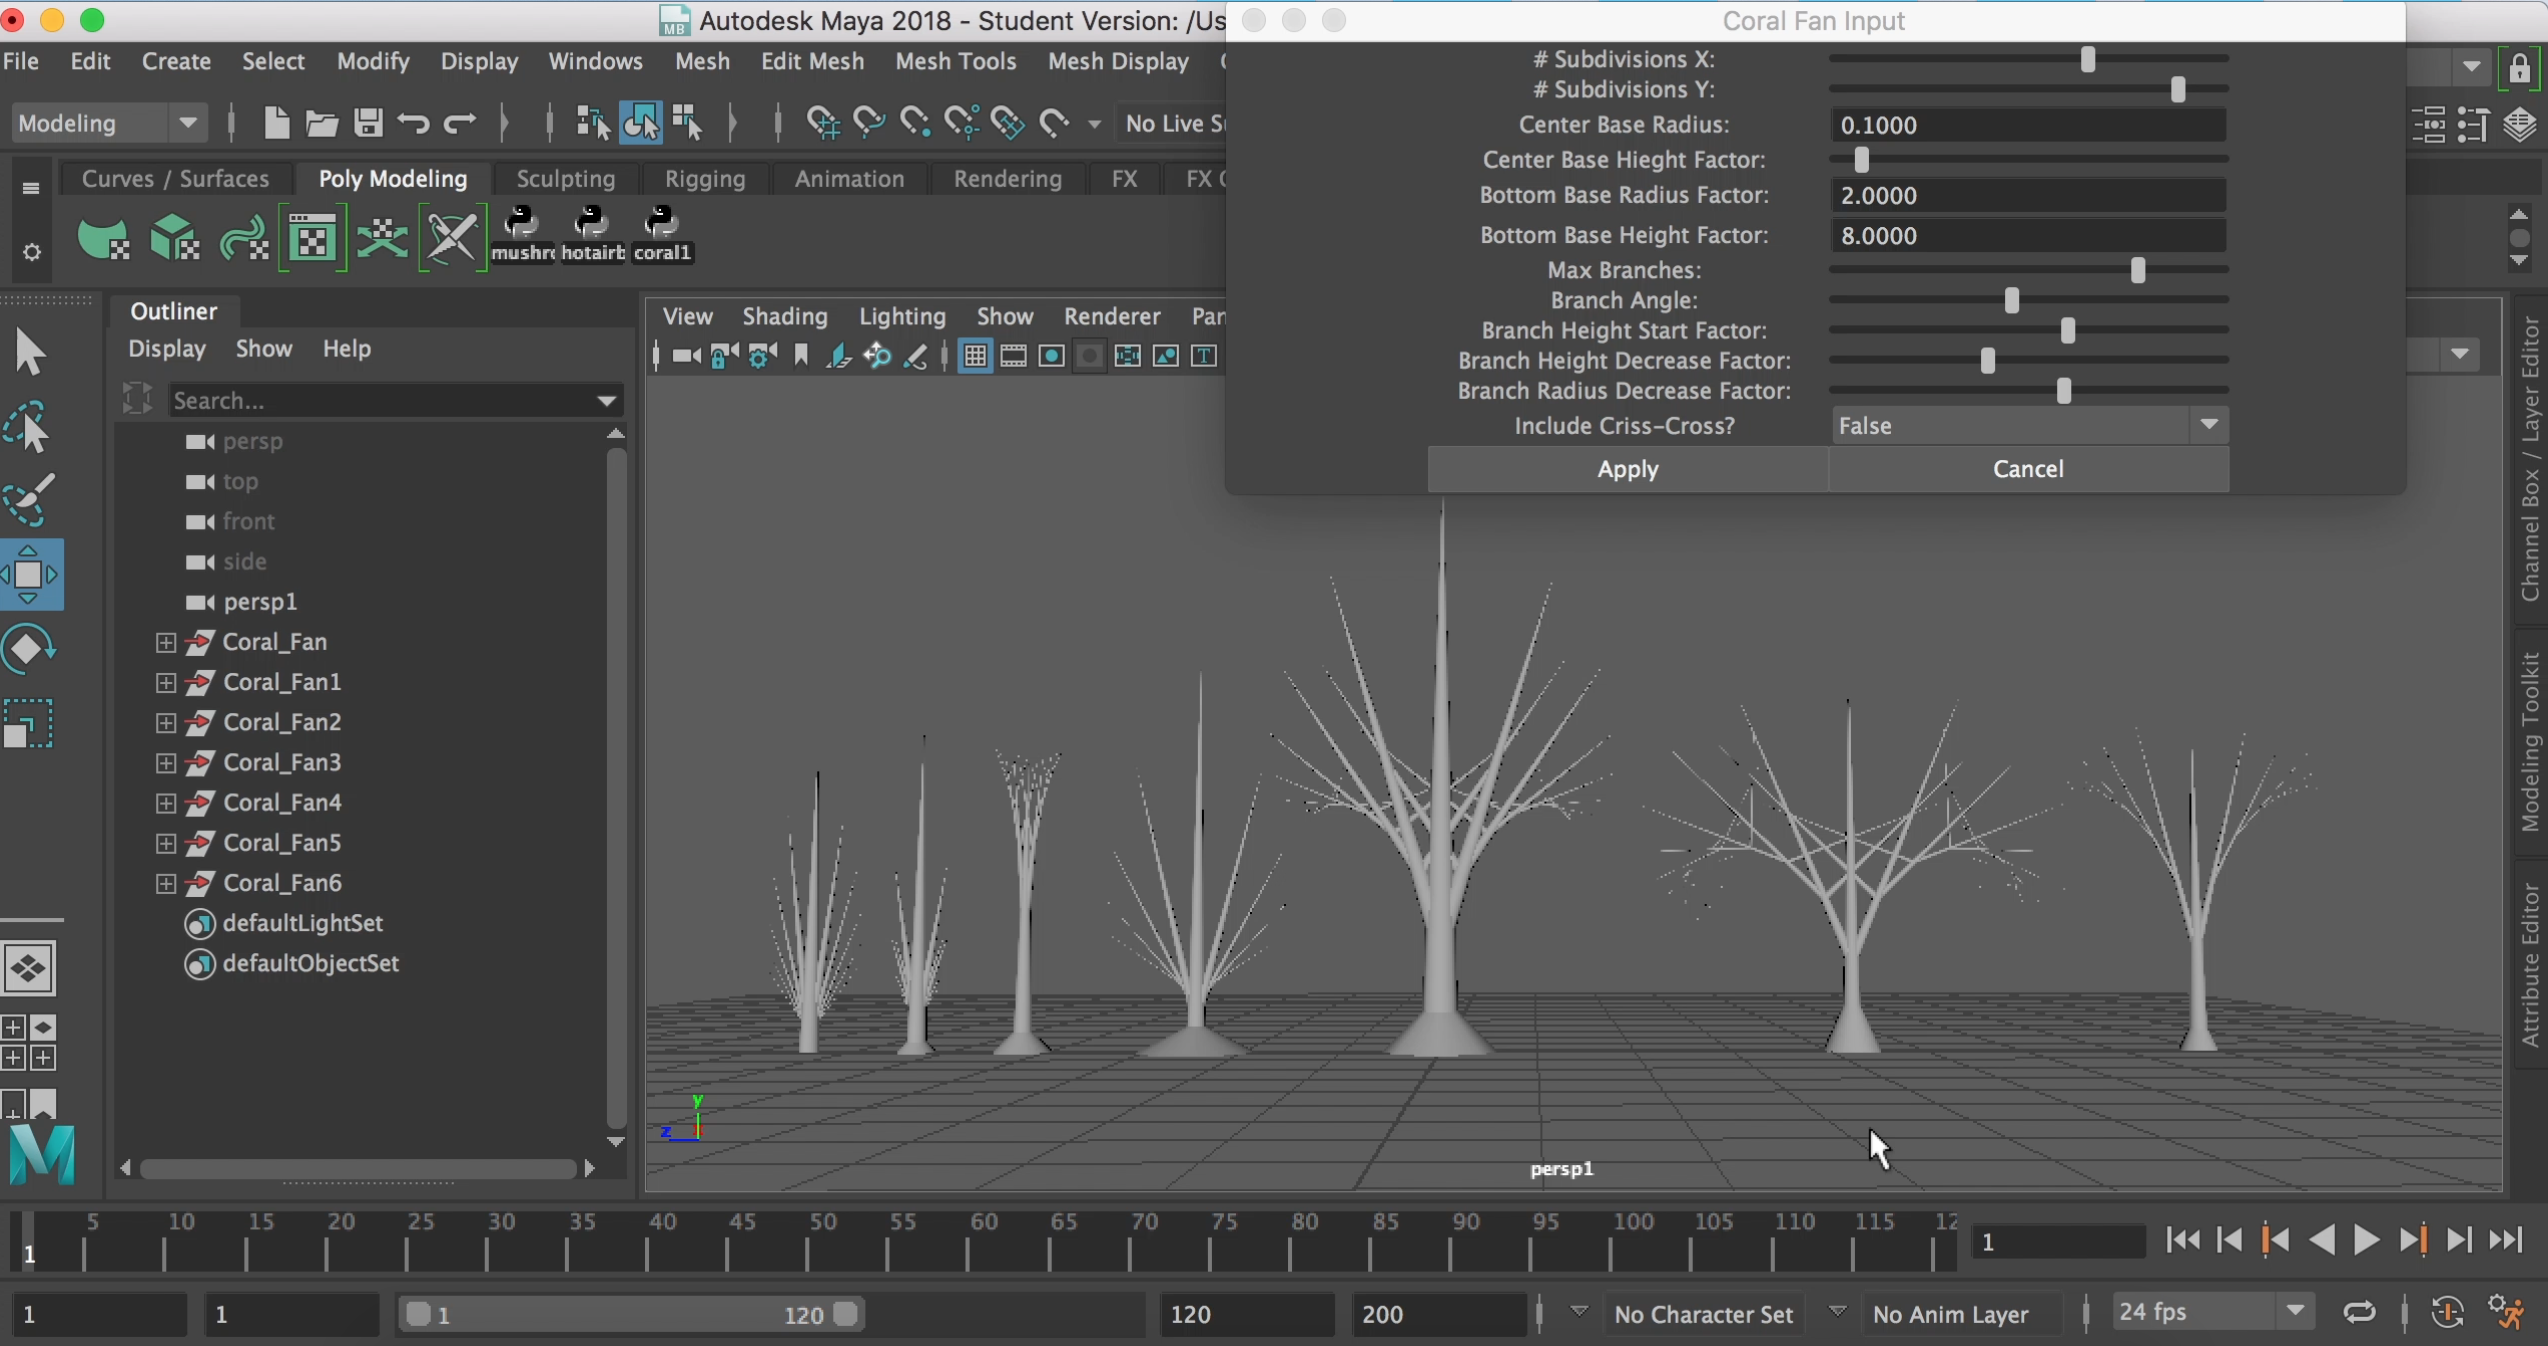 Autodesk Maya 2018 - Student Version: /Us
MB
Coral Fan Input
File Edit Create Select Modify Display Windows Mesh Edit Mesh Mesh Tools Mesh Display
Modeling
No Live Su
Curves / Surfaces Poly Modeling Sculpting Rigging Animation Rendering FX FX C
mushro hotairb coral1
# Subdivisions X:
# Subdivisions Y:
Center Base Radius: 0.1000
Center Base Hieght Factor:
Bottom Base Radius Factor: 2.0000
Bottom Base Height Factor: 8.0000
Max Branches:
Branch Angle:
Branch Height Start Factor:
Branch Height Decrease Factor:
Branch Radius Decrease Factor:
Include Criss-Cross? False
Apply Cancel
Outliner
Display Show Help
Search...
persp
top
front
side
persp1
Coral_Fan
Coral_Fan1
Coral_Fan2
Coral_Fan3
Coral_Fan4
Coral_Fan5
Coral_Fan6
defaultLightSet
defaultObjectSet
View Shading Lighting Show Renderer Pan
y
z
persp1
Channel Box / Layer Editor
Modeling Toolkit
Attribute Editor
5 10 15 20 25 30 35 40 45 50 55 60 65 70 75 80 85 90 95 100 105 110 115 12
1
1
1 1 1 120 120 200 No Character Set No Anim Layer 24 fps